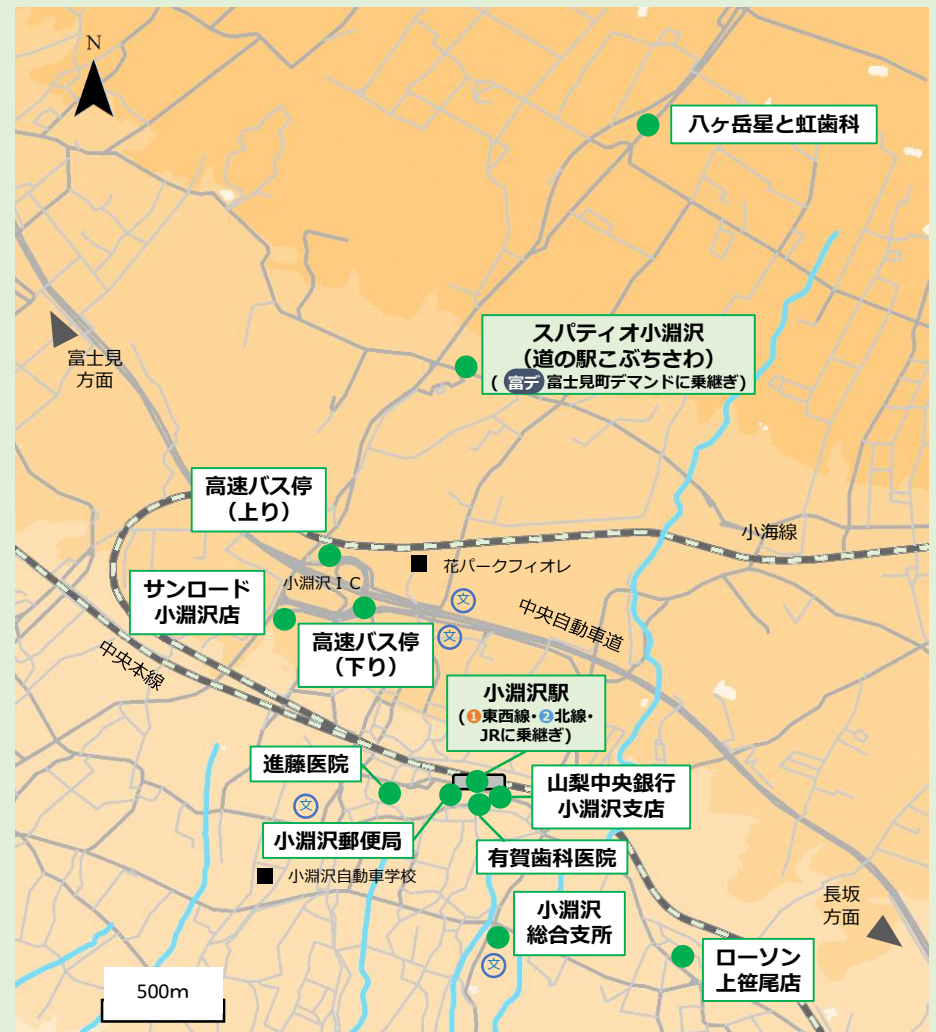 N
八ヶ岳星と虹歯科
スパティオ小淵沢
(道の駅こぶちさわ)
(富デ 富士見町デマンドに乗継ぎ)
富士見
方面
高速バス停
(上り)
小海線
花パークフィオレ
小淵沢IC
サンロード
小淵沢店
文
中央自動車道
文
高速バス停
(下り)
中央本線
小淵沢駅
(❶東西線・❷北線・
JRに乗継ぎ)
進藤医院
山梨中央銀行
小淵沢支店
文
小淵沢郵便局
有賀歯科医院
小淵沢自動車学校
長坂
方面
小淵沢
総合支所
文
ローソン
上笹尾店
500m